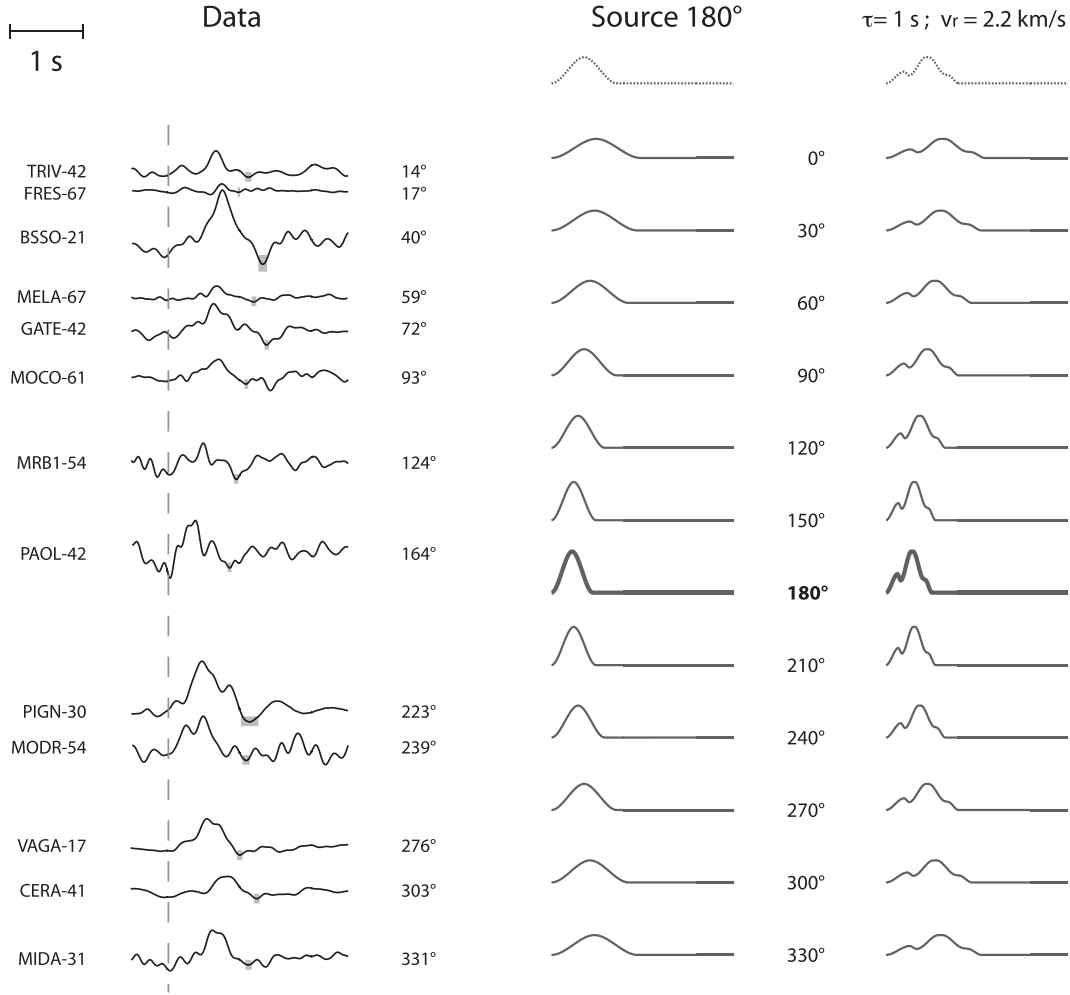 Data Source 180° τ= 1 s ; vr = 2.2 km/s
1 s
0°
TRIV-42 14°
FRES-67 17°
30°
BSSO-21 40°
MELA-67 59°
60°
GATE-42 72°
90°
MOCO-61 93°
120°
MRB1-54 124°
150°
PAOL-42 164°
180°
210°
PIGN-30 223°
240°
MODR-54 239°
270°
VAGA-17 276°
300°
CERA-41 303°
330°
MIDA-31 331°